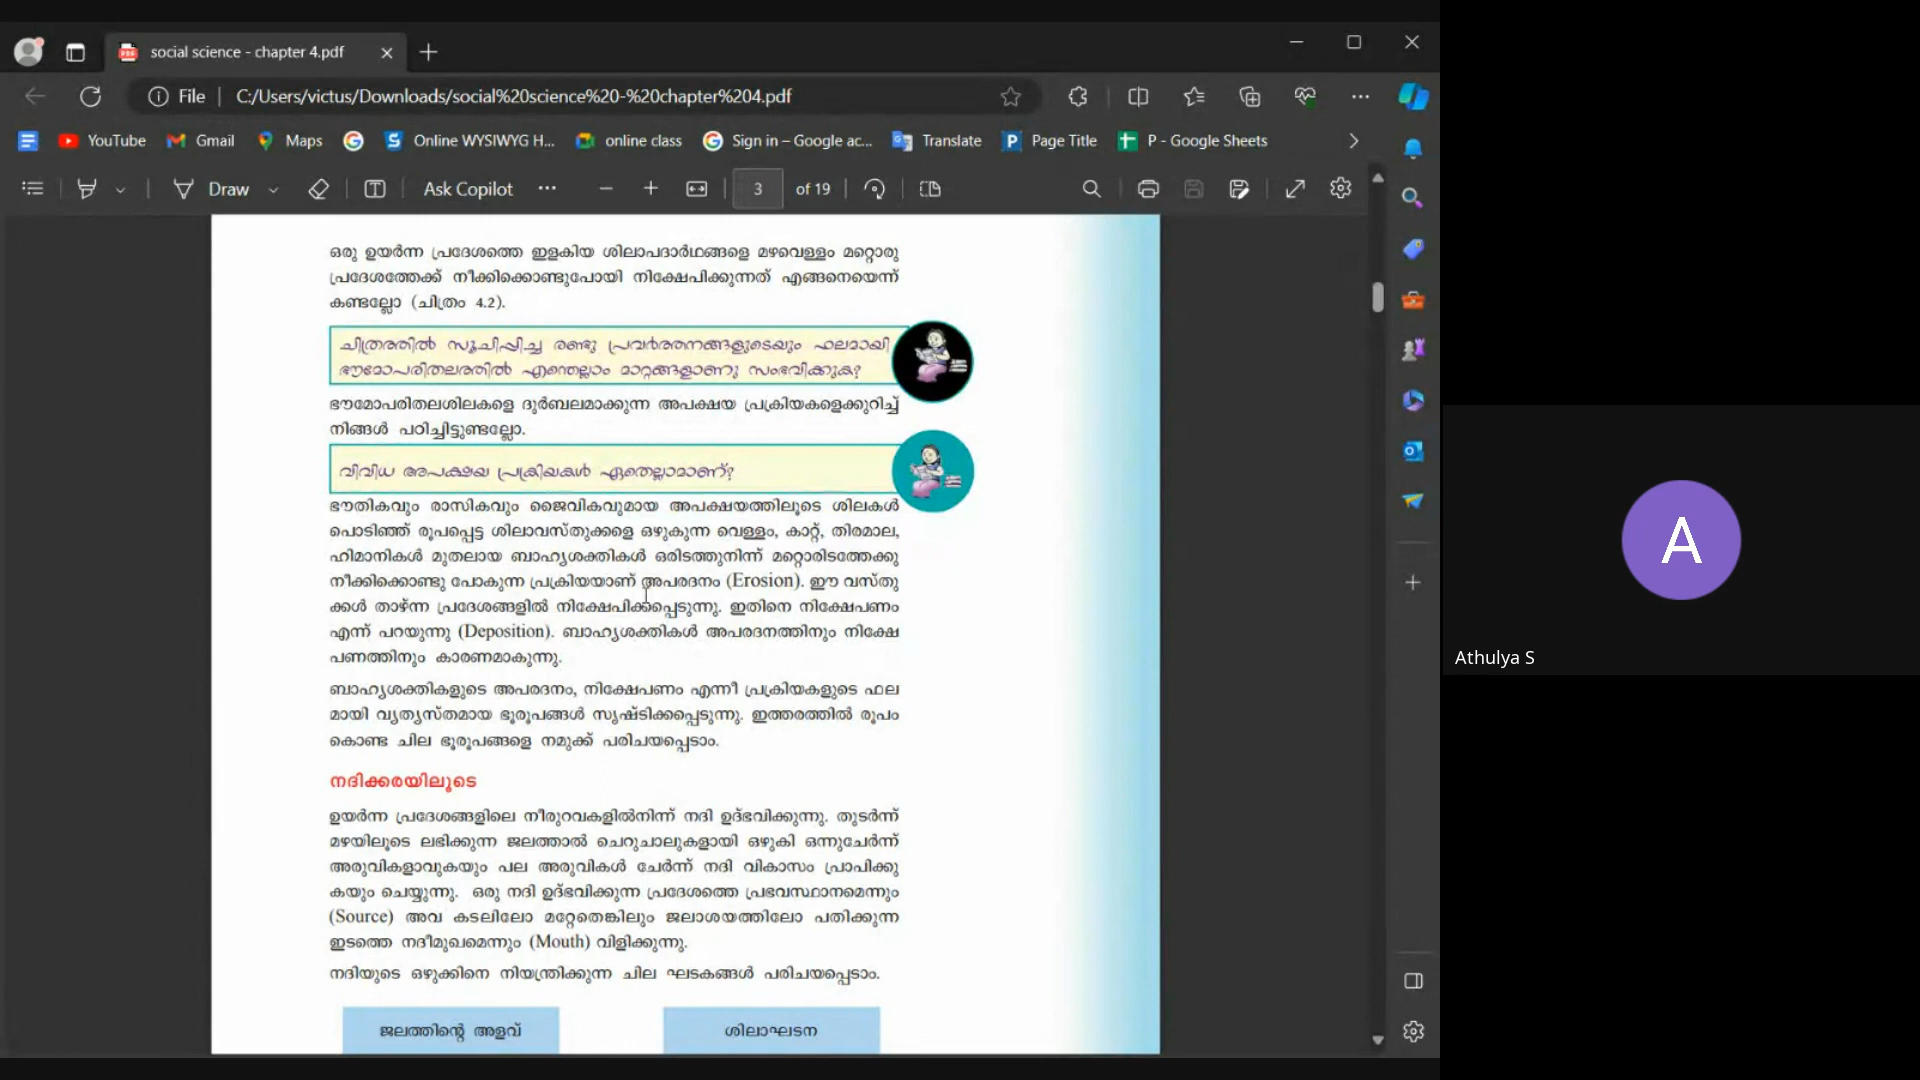 social science - chapter 4.pdf
File
C:/Users/victus/Downloads/social%20science%20-%20chapter%204.pdf
YouTube
Gmail
Maps
Online WYSIWYG H...
online class
Sign in – Google ac...
Translate
Page Title
P - Google Sheets
Draw
Ask Copilot
3
of 19
ഒരു ഉയർന്ന പ്രദേശത്തെ ഇളകിയ ശിലാപദാർഥങ്ങളെ മഴവെള്ളം മറ്റൊരു
പ്രദേശത്തേക്ക് നീക്കിക്കൊണ്ടുപോയി നിക്ഷേപിക്കുന്നത് എങ്ങനെയെന്ന്
കണ്ടല്ലോ (ചിത്രം 4.2).
ചിത്രത്തിൽ സൂചിപ്പിച്ച രണ്ടു പ്രവർത്തനങ്ങളുടെയും ഫലമായി
ഭൗമോപരിതലത്തിൽ എന്തെല്ലാം മാറ്റങ്ങളാണു സംഭവിക്കുക?
ഭൗമോപരിതലശിലകളെ ദുർബലമാക്കുന്ന അപക്ഷയ പ്രക്രിയകളെക്കുറിച്ച്
നിങ്ങൾ പഠിച്ചിട്ടുണ്ടല്ലോ.
വിവിധ അപക്ഷയ പ്രക്രിയകൾ ഏതെല്ലാമാണ്?
ഭൗതികവും രാസികവും ജൈവികവുമായ അപക്ഷയത്തിലൂടെ ശിലകൾ
പൊടിഞ്ഞ് രൂപപ്പെട്ട ശിലാവസ്തുക്കളെ ഒഴുകുന്ന വെള്ളം, കാറ്റ്, തിരമാല,
ഹിമാനികൾ മുതലായ ബാഹ്യശക്തികൾ ഒരിടത്തുനിന്ന് മറ്റൊരിടത്തേക്കു
നീക്കിക്കൊണ്ടു പോകുന്ന പ്രക്രിയയാണ് അപരദനം (Erosion). ഈ വസ്തു
ക്കൾ താഴ്ന്ന പ്രദേശങ്ങളിൽ നിക്ഷേപിക്കപ്പെടുന്നു. ഇതിനെ നിക്ഷേപണം
എന്ന് പറയുന്നു (Deposition). ബാഹ്യശക്തികൾ അപരദനത്തിനും നിക്ഷേ
പണത്തിനും കാരണമാകുന്നു.
ബാഹ്യശക്തികളുടെ അപരദനം, നിക്ഷേപണം എന്നീ പ്രക്രിയകളുടെ ഫല
മായി വ്യത്യസ്തമായ ഭൂരൂപങ്ങൾ സൃഷ്ടിക്കപ്പെടുന്നു. ഇത്തരത്തിൽ രൂപം
കൊണ്ട ചില ഭൂരൂപങ്ങളെ നമുക്ക് പരിചയപ്പെടാം.
നദിക്കരയിലൂടെ
ഉയർന്ന പ്രദേശങ്ങളിലെ നീരുറവകളിൽനിന്ന് നദി ഉദ്ഭവിക്കുന്നു. തുടർന്ന്
മഴയിലൂടെ ലഭിക്കുന്ന ജലത്താൽ ചെറുചാലുകളായി ഒഴുകി ഒന്നുചേർന്ന്
അരുവികളാവുകയും പല അരുവികൾ ചേർന്ന് നദി വികാസം പ്രാപിക്കു
കയും ചെയ്യുന്നു. ഒരു നദി ഉദ്ഭവിക്കുന്ന പ്രദേശത്തെ പ്രഭവസ്ഥാനമെന്നും
(Source) അവ കടലിലോ മറ്റേതെങ്കിലും ജലാശയത്തിലോ പതിക്കുന്ന
ഇടത്തെ നദീമുഖമെന്നും (Mouth) വിളിക്കുന്നു.
നദിയുടെ ഒഴുക്കിനെ നിയന്ത്രിക്കുന്ന ചില ഘടകങ്ങൾ പരിചയപ്പെടാം.
ജലത്തിന്റെ അളവ്
ശിലാഘടന
A
Athulya S